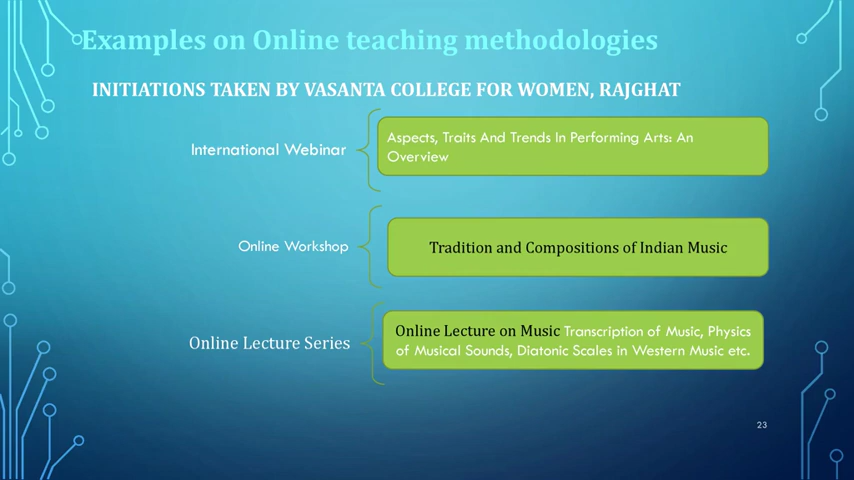 Examples on Online teaching methodologies
INITIATIONS TAKEN BY VASANTA COLLEGE FOR WOMEN, RAJGHAT
International Webinar
Aspects, Traits And Trends In Performing Arts: An
Overview
Online Workshop
Tradition and Compositions of Indian Music
Online Lecture Series
Online Lecture on Music Transcription of Music, Physics
of Musical Sounds, Diatonic Scales in Western Music etc.
23